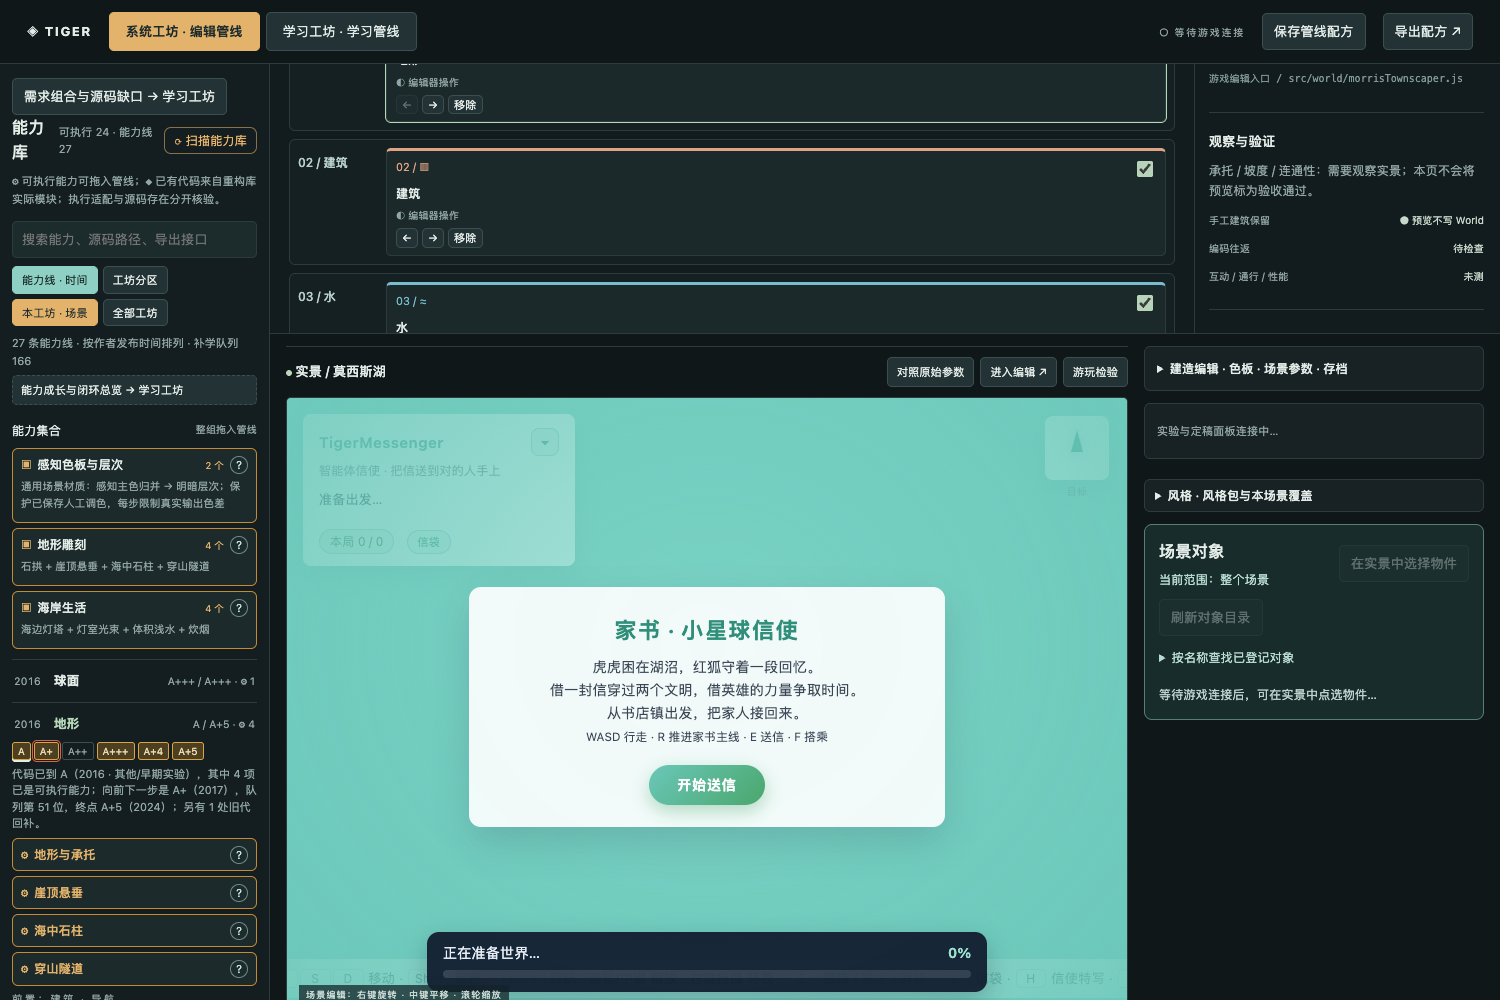 ◈ TIGER
系统工坊 · 编辑管线
学习工坊 · 学习管线
等待游戏连接
保存管线配方
导出配方 ↗
需求组合与源码缺口 → 学习工坊
能力库
可执行 24 · 能力线 27
⟳ 扫描能力库
⚙ 可执行能力可拖入管线；◆ 已有代码来自重构库实际模块；执行适配与源码存在分开核验。
搜索能力、源码路径、导出接口
能力线 · 时间
工坊分区
本工坊 · 场景
全部工坊
27 条能力线 · 按作者发布时间排列 · 补学队列 166
能力成长与闭环总览 → 学习工坊
能力集合
整组拖入管线
▣ 感知色板与层次
2 个 ?
通用场景材质：感知主色归并 → 明暗层次；保护已保存人工调色，每步限制真实输出色差
▣ 地形雕刻
4 个 ?
石拱 + 崖顶悬垂 + 海中石柱 + 穿山隧道
▣ 海岸生活
4 个 ?
海边灯塔 + 灯室光束 + 体积浅水 + 炊烟
2016 球面
A+++ / A+++ · ⚙ 1
2016 地形
A / A+5 · ⚙ 4
A A+ A++ A+++ A+4 A+5
代码已到 A（2016 · 其他/早期实验），其中 4 项已是可执行能力；向前下一步是 A+（2017），队列第 51 位，终点 A+5（2024）；另有 1 处旧代回补。
⚙ 地形与承托 ?
⚙ 崖顶悬垂 ?
⚙ 海中石柱 ?
⚙ 穿山隧道 ?
前置：建筑 · 导航
◐ 编辑器操作
← → 移除
02 / 建筑
02 / ▥
建筑
◐ 编辑器操作
← → 移除
03 / 水
03 / ≈
水
游戏编辑入口 / src/world/morrisTownscaper.js
观察与验证
承托 / 坡度 / 连通性：需要观察实景；本页不会将预览标为验收通过。
手工建筑保留
● 预览不写 World
编码往返
待检查
互动 / 通行 / 性能
未测
实景 / 莫西斯湖
对照原始参数
进入编辑 ↗
游玩检验
TigerMessenger
智能体信使 · 把信送到对的人手上
准备出发…
本局 0 / 0
信袋
家书 · 小星球信使
虎虎困在湖沼，红狐守着一段回忆。
借一封信穿过两个文明，借英雄的力量争取时间。
从书店镇出发，把家人接回来。
WASD 行走 · R 推进家书主线 · E 送信 · F 搭乘
开始送信
正在准备世界…
0%
S D 移动 ·
袋 · H 信使特写 ·
场景编辑：右键旋转 · 中键平移 · 滚轮缩放
▶ 建造编辑 · 色板 · 场景参数 · 存档
实验与定稿面板连接中…
▶ 风格 · 风格包与本场景覆盖
场景对象
在实景中选择物件
当前范围：整个场景
刷新对象目录
▶ 按名称查找已登记对象
等待游戏连接后，可在实景中点选物件…